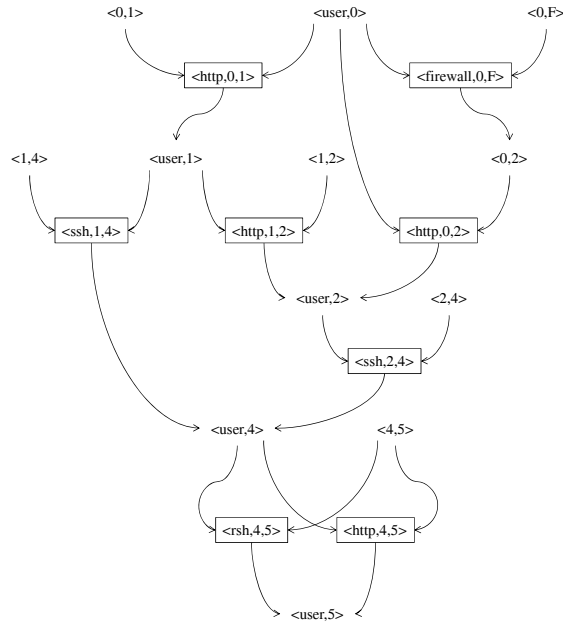 <0,1>
<user,0>
<0,F>
<http,0,1>
<firewall,0,F>
<1,4>
<user,1>
<1,2>
<0,2>
<ssh,1,4>
<http,1,2>
<http,0,2>
<user,2>
<2,4>
<ssh,2,4>
<user,4>
<4,5>
<rsh,4,5>
<http,4,5>
<user,5>